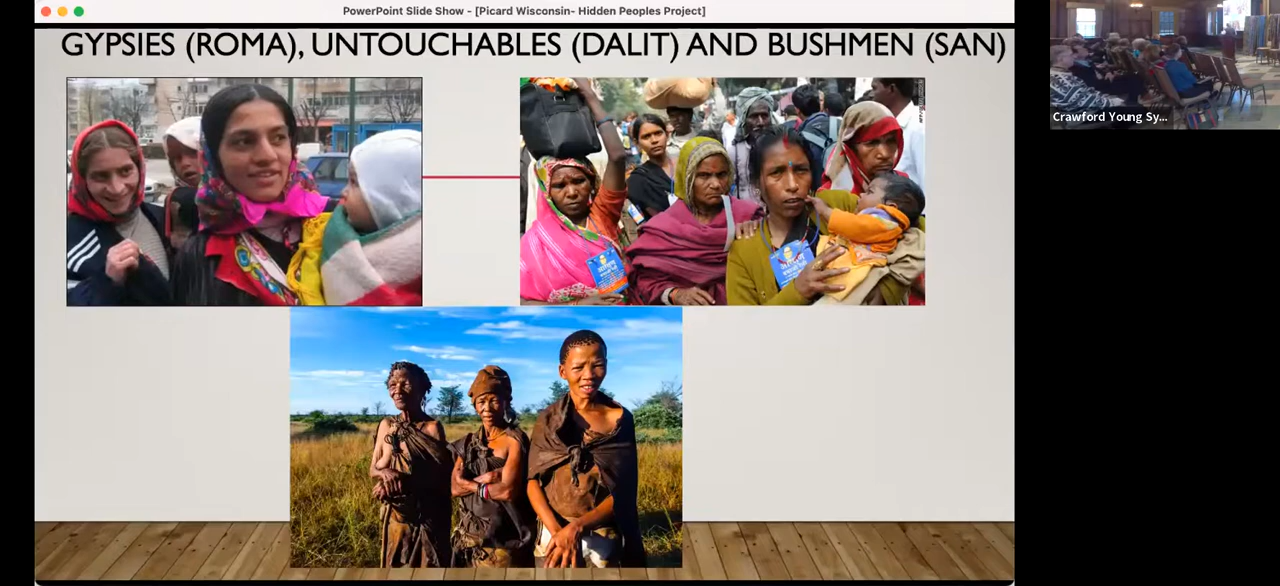 PowerPoint Slide Show - [Picard Wisconsin- Hidden Peoples Project]
GYPSIES (ROMA), UNTOUCHABLES (DALIT) AND BUSHMEN (SAN)
Crawford Young Sy...